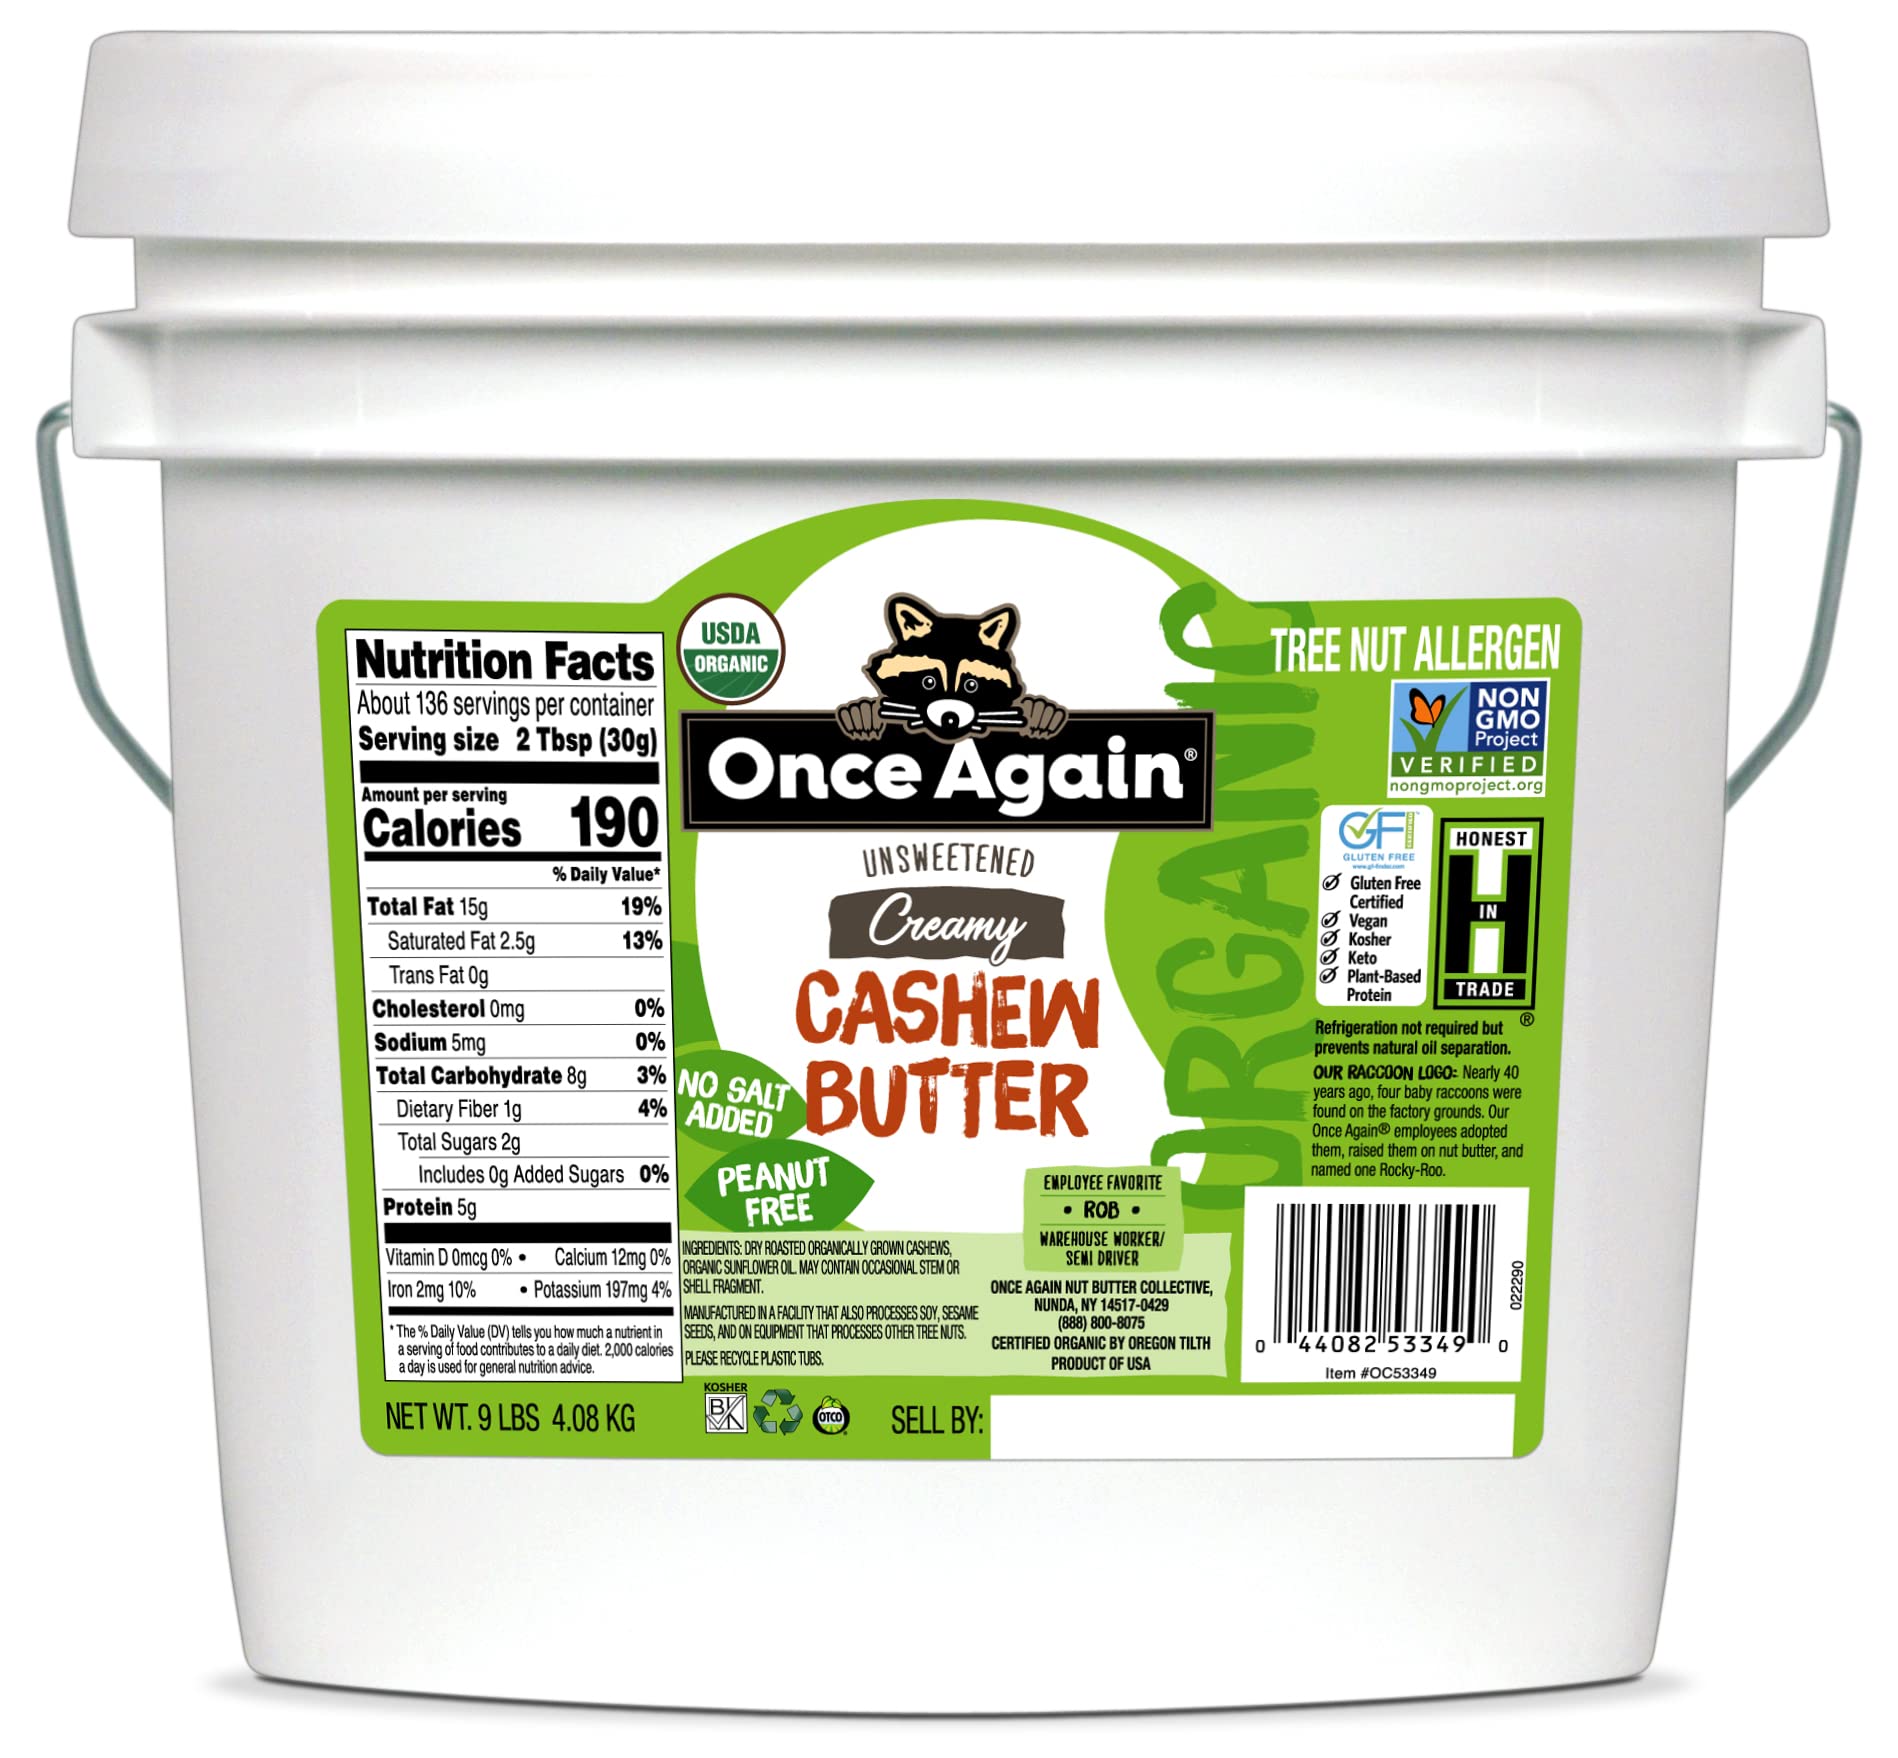 Nutrition Facts
About 136 servings per container
Serving size 2 Tbsp (30g)
Amount per serving
Calories 190
% Daily Value*
Total Fat 15g 19%
Saturated Fat 2.5g 13%
Trans Fat 0g
Cholesterol 0mg 0%
Sodium 5mg 0%
Total Carbohydrate 8g 3%
Dietary Fiber 1g 4%
Total Sugars 2g
Includes 0g Added Sugars 0%
Protein 5g
Vitamin D 0mcg 0% • Calcium 12mg 0%
Iron 2mg 10% • Potassium 197mg 4%
* The % Daily Value (DV) tells you how much a nutrient in
a serving of food contributes to a daily diet. 2,000 calories
a day is used for general nutrition advice.
NET WT. 9 LBS 4.08 KG
USDA
ORGANIC
Once Again®
UNSWEETENED
Creamy
CASHEW
BUTTER
NO SALT
ADDED
PEANUT
FREE
ORGANIC
INGREDIENTS: DRY ROASTED ORGANICALLY GROWN CASHEWS,
ORGANIC SUNFLOWER OIL. MAY CONTAIN OCCASIONAL STEM OR
SHELL FRAGMENT.
MANUFACTURED IN A FACILITY THAT ALSO PROCESSES SOY, SESAME
SEEDS, AND ON EQUIPMENT THAT PROCESSES OTHER TREE NUTS.
PLEASE RECYCLE PLASTIC TUBS.
KOSHER
BVK
OTCO
EMPLOYEE FAVORITE
• ROB •
WAREHOUSE WORKER/
SEMI DRIVER
ONCE AGAIN NUT BUTTER COLLECTIVE,
NUNDA, NY 14517-0429
(888) 800-8075
CERTIFIED ORGANIC BY OREGON TILTH
PRODUCT OF USA
SELL BY:
TREE NUT ALLERGEN
NON
GMO
Project
VERIFIED
nongmoproject.org
GF
CERTIFIED
GLUTEN FREE
Gluten Free
Certified
Vegan
Kosher
Keto
Plant-Based
Protein
HONEST
IN
TRADE
®
Refrigeration not required but
prevents natural oil separation.
OUR RACCOON LOGO: Nearly 40
years ago, four baby raccoons were
found on the factory grounds. Our
Once Again® employees adopted
them, raised them on nut butter, and
named one Rocky-Roo.
022290
0 44082 53349 0
Item #OC53349